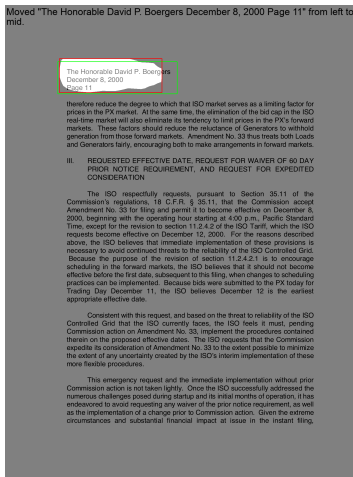 Moved "The Honorable David P. Boergers December 8, 2000 Page 11" from left to
mid.
The Honorable David P. Boergers
December 8, 2000
Page 11
therefore reduce the degree to which that ISO market serves as a limiting factor for
prices in the PX market. At the same time, the elimination of the bid cap in the ISO
real-time market will also eliminate its tendency to limit prices in the PX's forward
markets. These factors should reduce the reluctance of Generators to withhold
generation from those forward markets. Amendment No. 33 thus treats both Loads
and Generators fairly, encouraging both to make arrangements in forward markets.
III. REQUESTED EFFECTIVE DATE, REQUEST FOR WAIVER OF 60 DAY
PRIOR NOTICE REQUIREMENT, AND REQUEST FOR EXPEDITED
CONSIDERATION
The ISO respectfully requests, pursuant to Section 35.11 of the
Commission's regulations, 18 C.F.R. § 35.11, that the Commission accept
Amendment No. 33 for filing and permit it to become effective on December 8,
2000, beginning with the operating hour starting at 4:00 p.m., Pacific Standard
Time, except for the revision to section 11.2.4.2 of the ISO Tariff, which the ISO
requests become effective on December 12, 2000. For the reasons described
above, the ISO believes that immediate implementation of these provisions is
necessary to avoid continued threats to the reliability of the ISO Controlled Grid.
Because the purpose of the revision of section 11.2.4.2.1 is to encourage
scheduling in the forward markets, the ISO believes that it should not become
effective before the first date, subsequent to this filing, when changes to scheduling
practices can be implemented. Because bids were submitted to the PX today for
Trading Day December 11, the ISO believes December 12 is the earliest
appropriate effective date.
Consistent with this request, and based on the threat to reliability of the ISO
Controlled Grid that the ISO currently faces, the ISO feels it must, pending
Commission action on Amendment No. 33, implement the procedures contained
therein on the proposed effective dates. The ISO requests that the Commission
expedite its consideration of Amendment No. 33 to the extent possible to minimize
the extent of any uncertainty created by the ISO's interim implementation of these
more flexible procedures.
This emergency request and the immediate implementation without prior
Commission action is not taken lightly. Once the ISO successfully addressed the
numerous challenges posed during startup and its initial months of operation, it has
endeavored to avoid requesting any waiver of the prior notice requirement, as well
as the implementation of a change prior to Commission action. Given the extreme
circumstances and substantial financial impact at issue in the instant filing,